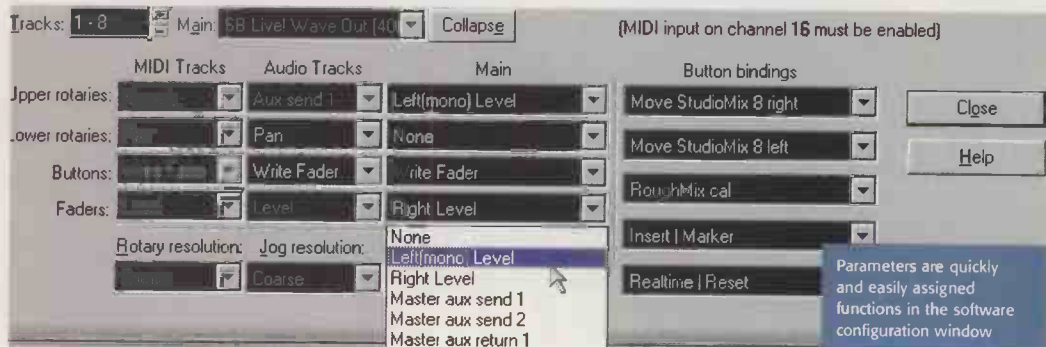 Tracks: 1 - 8 Main: SB Live! Wave Out [40 Collapse (MIDI input on channel 16 must be enabled)
MIDI Tracks Audio Tracks Main Button bindings
Upper rotaries: Aux send 1 Left(mono) Level Move StudioMix 8 right Close
Lower rotaries: Pan None Move StudioMix 8 left Help
Buttons: Write Fader Write Fader RoughMix cal
Faders: Level Right Level Insert | Marker
Rotary resolution: Jog resolution: None
Coarse Left(mono) Level Realtime | Reset
Right Level
Master aux send 1
Master aux send 2
Master aux return 1
Parameters are quickly
and easily assigned
functions in the software
configuration window